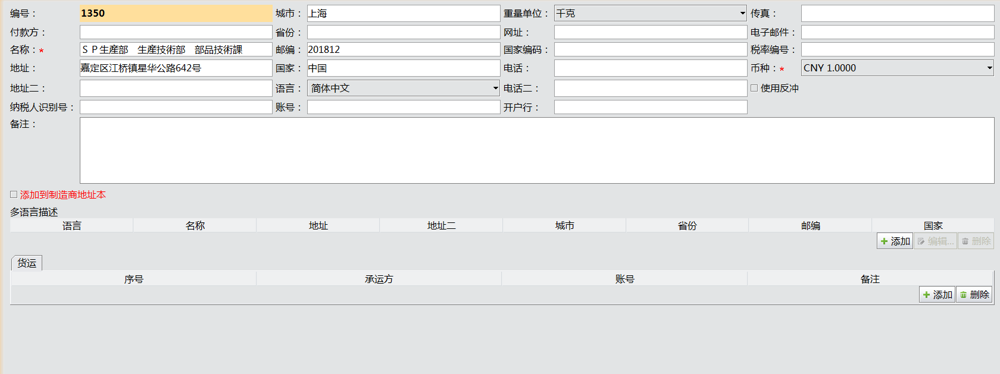 编号： 1350 城市： 上海 重量单位： 千克 传真：
付款方： 省份： 网址： 电子邮件：
名称：* ＳＰ生産部　生産技術部　部品技術課 邮编： 201812 国家编码： 税率编号：
地址： 嘉定区江桥镇星华公路642号 国家： 中国 电话： 币种：* CNY 1.0000
地址二： 语言： 简体中文 电话二： 使用反冲
纳税人识别号： 账号： 开户行：
备注：
添加到制造商地址本
多语言描述
语言 名称 地址 地址二 城市 省份 邮编 国家
添加 编辑... 删除
货运
序号 承运方 账号 备注
添加 删除